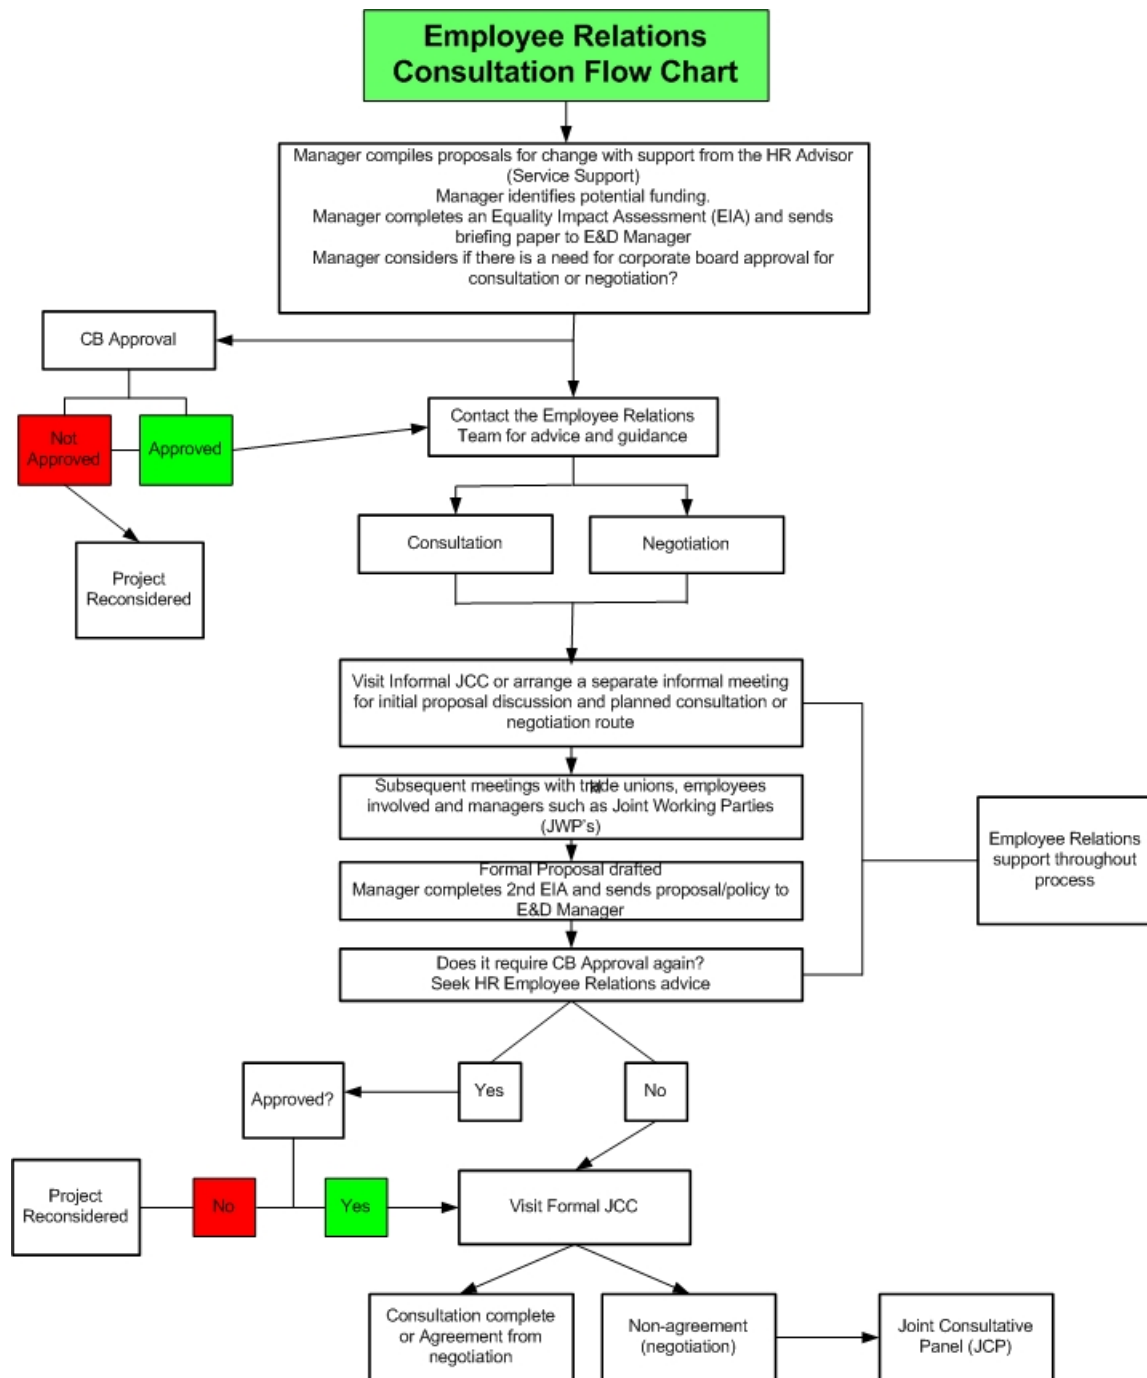 Employee Relations
Consultation Flow Chart
Manager compiles proposals for change with support from the HR Advisor
(Service Support)
Manager identifies potential funding.
Manager completes an Equality Impact Assessment (EIA) and sends
briefing paper to E&D Manager
Manager considers if there is a need for corporate board approval for
consultation or negotiation?
CB Approval
Not
Approved
Approved
Contact the Employee Relations
Team for advice and guidance
Consultation
Negotiation
Project
Reconsidered
Visit Informal JCC or arrange a separate informal meeting
for initial proposal discussion and planned consultation or
negotiation route
Subsequent meetings with trade unions, employees
involved and managers such as Joint Working Parties
(JWP's)
Formal Proposal drafted
Manager completes 2nd EIA and sends proposal/policy to
E&D Manager
Employee Relations
support throughout
process
Does it require CB Approval again?
Seek HR Employee Relations advice
Approved?
Yes
No
Project
Reconsidered
No
Yes
Visit Formal JCC
Consultation complete
or Agreement from
negotiation
Non-agreement
(negotiation)
Joint Consultative
Panel (JCP)